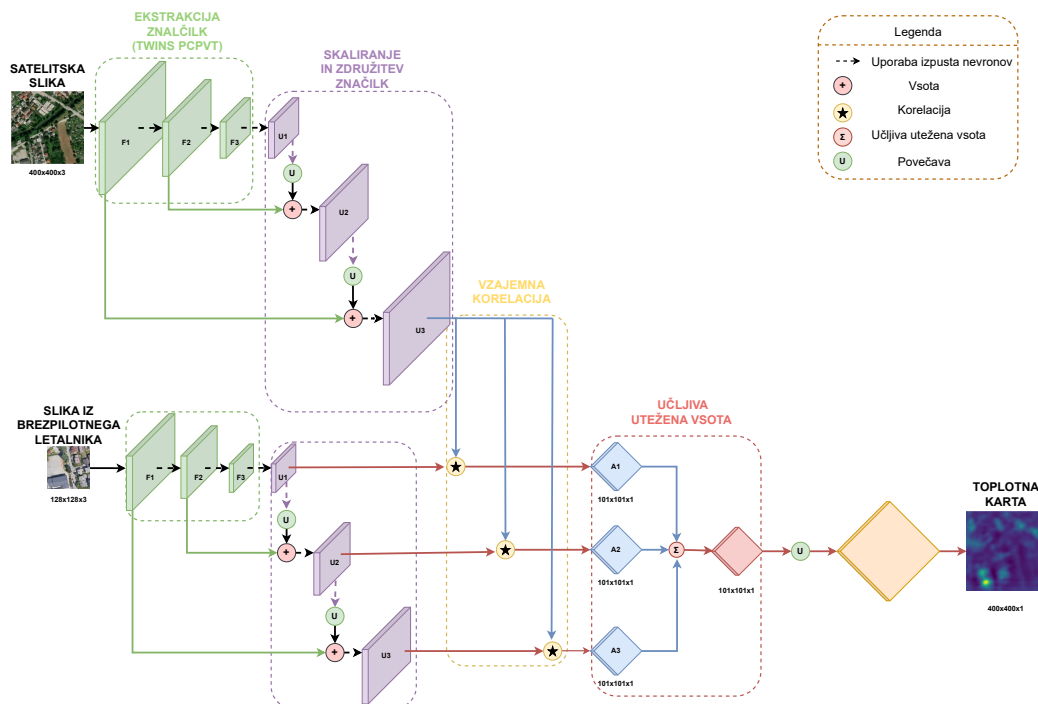 EKSTRAKCIJA
ZNALČILK
(TWINS PCPVT)
SKALIRANJE
IN ZDRUŽITEV
ZNAČILK
Legenda
Uporaba izpusta nevronov
+
Vsota
Korelacija
Σ
Učljiva utežena vsota
U
Povečava
SATELITSKA
SLIKA
400x400x3
F1
F2
F3
U1
U
+
U2
U
+
U3
VZAJEMNA
KORELACIJA
SLIKA IZ
BREZPILOTNEGA
LETALNIKA
128x128x3
F1
F2
F3
U1
U
+
U2
U
+
U3
UČLJIVA
UTEŽENA VSOTA
A1
101x101x1
A2
101x101x1
A3
101x101x1
Σ
101x101x1
U
TOPLOTNA
KARTA
400x400x1